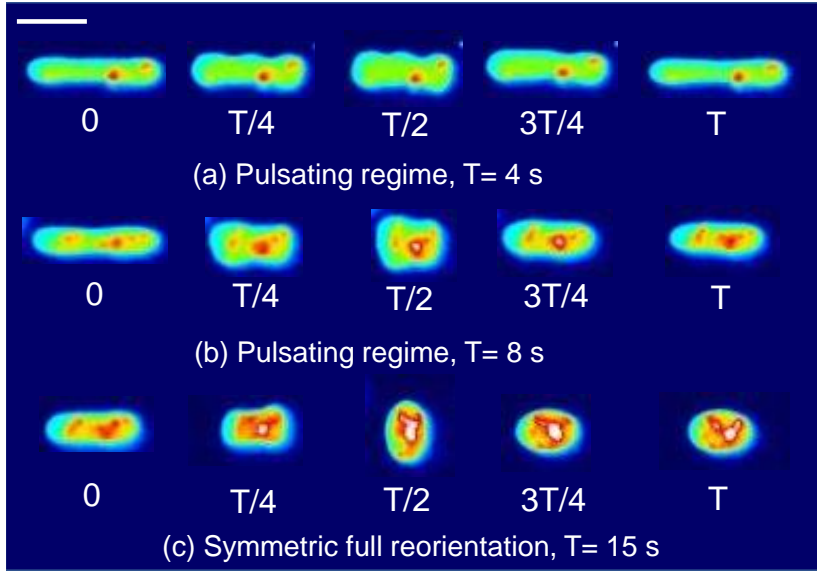 0 T/4 T/2 3T/4 T
(a) Pulsating regime, T= 4 s
0 T/4 T/2 3T/4 T
(b) Pulsating regime, T= 8 s
0 T/4 T/2 3T/4 T
(c) Symmetric full reorientation, T= 15 s